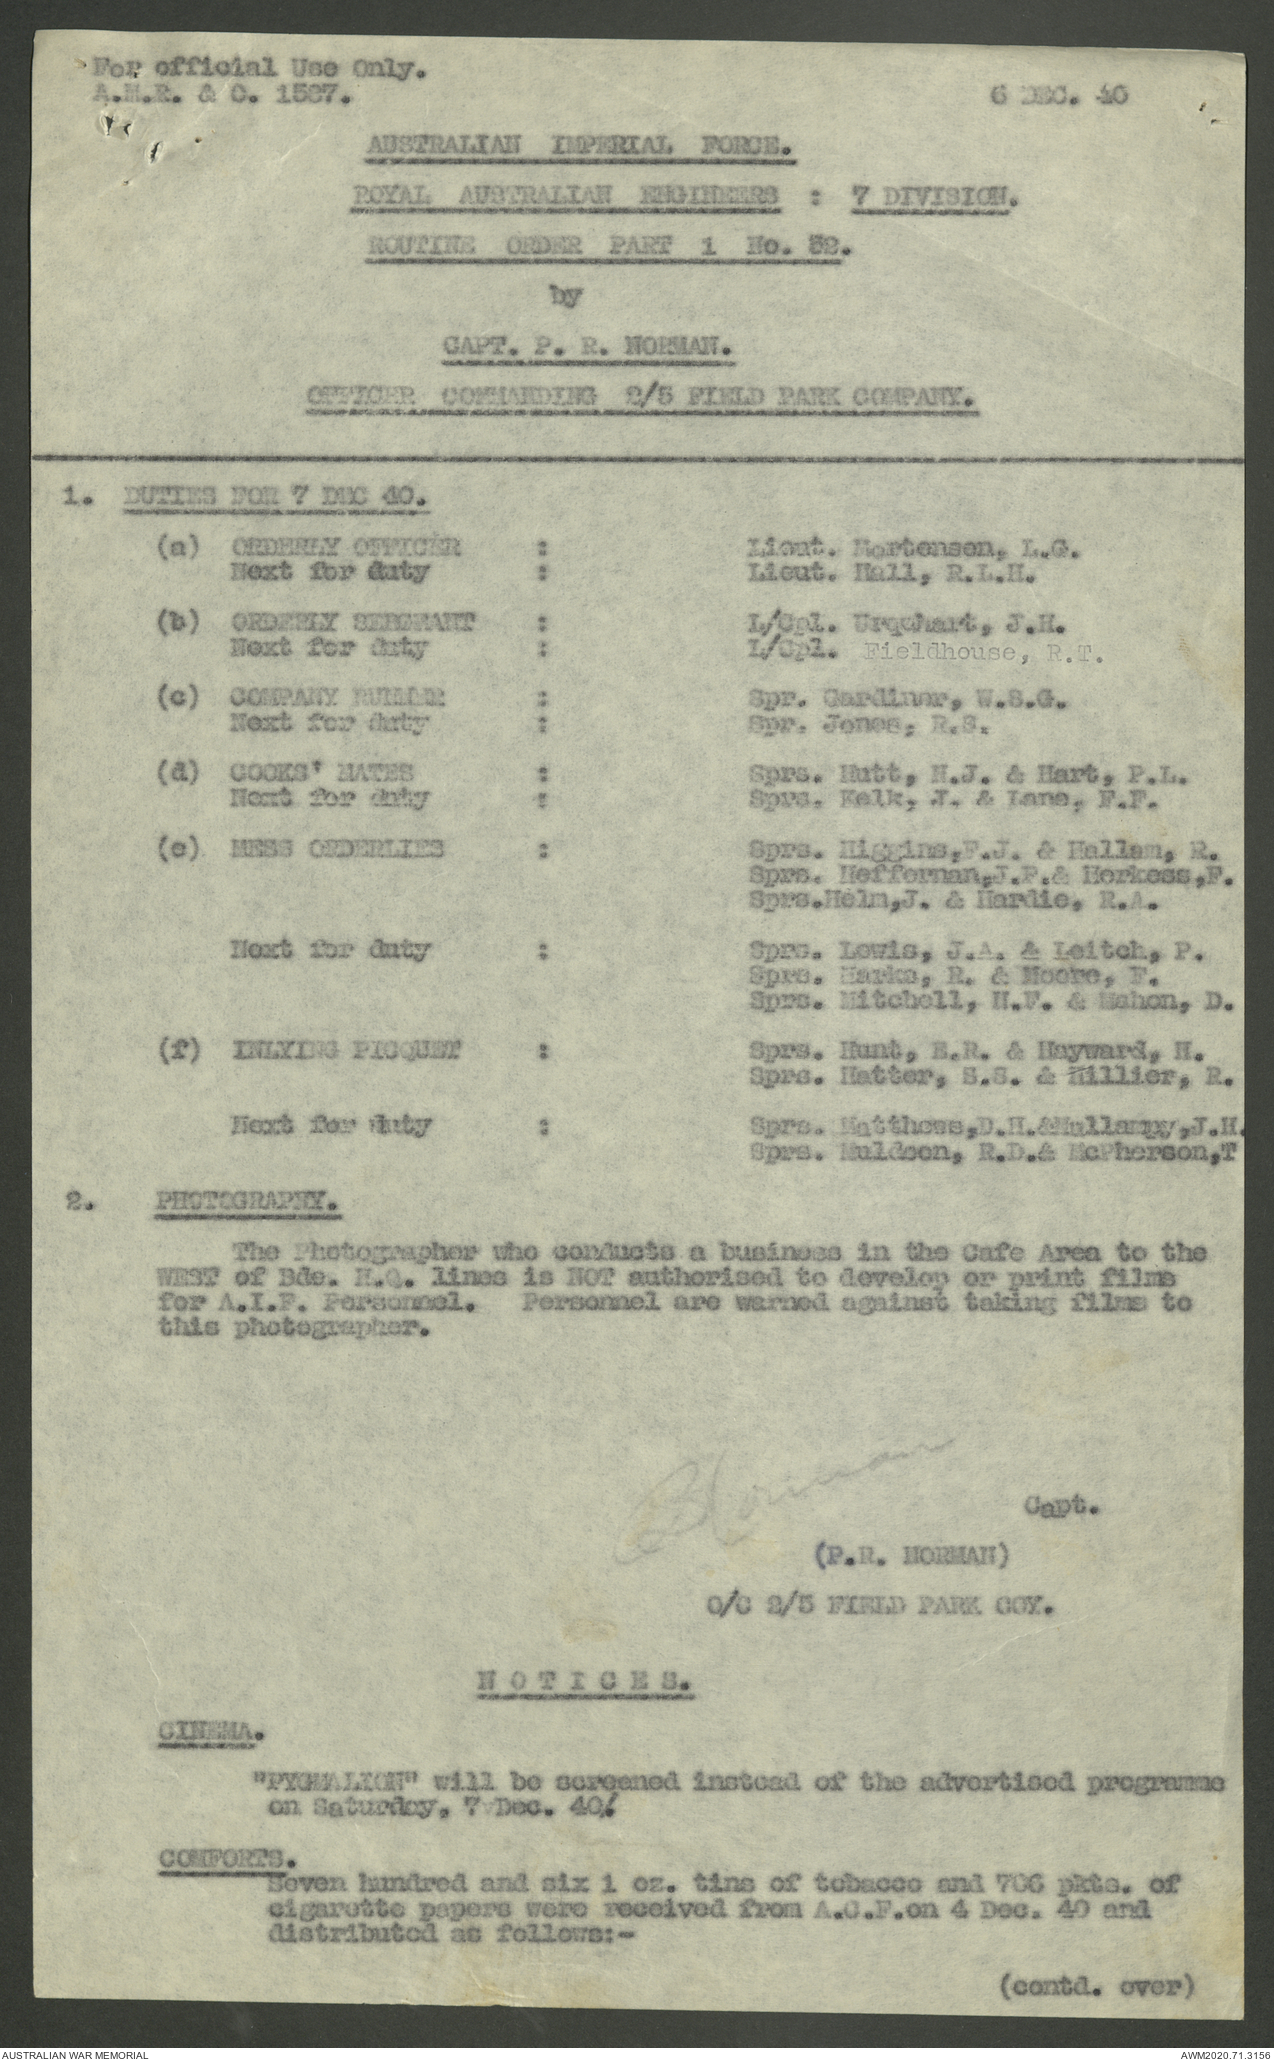 For official Use Only.
A.M.R. & O. 1587. 6 DEC. 40
AUSTRALIAN IMPERIAL FORCE.
ROYAL AUSTRALIAN ENGINEERS : 7 DIVISION.
ROUTINE ORDER PART 1 No. 52.
by
CAPT. P. R. NORMAN.
OFFICER COMMANDING 2/5 FIELD PARK COMPANY.
1. DUTIES FOR 7 DEC 40.
(a) ORDERLY OFFICER : Lieut. Mortensen, L.G.
Next for duty : Lieut. Hall, R.L.H.
(b) ORDERLY SERGEANT : L/Cpl. Urquhart, J.H.
Next for duty : L/Cpl. Fieldhouse, R.T.
(c) COMPANY RUNNER : Spr. Gardiner, W.S.G.
Next for duty : Spr. Jones, R.S.
(d) COOKS' MATES : Sprs. Hutt, N.J. & Hart, P.L.
Next for duty : Sprs. Kelk, J. & Lane, F.F.
(e) MESS ORDERLIES : Sprs. Higgins,F.J. & Hallam, R.
Sprs. Heffernan,J.P.& Horkess,F.
Sprs.Helm,J. & Hardie, R.A.
Next for duty : Sprs. Lewis, J.A. & Leitch, P.
Sprs. Marks, R. & Moore, F.
Sprs. Mitchell, H.F. & Mahon, D.
(f) INLYING PICQUET : Sprs. Hunt, E.R. & Hayward, H.
Sprs. Hatter, S.S. & Hillier, R.
Next for duty : Sprs. Matthews,D.H.&Mullampy,J.H.
Sprs. Muldoon, R.D.& McPherson,T
2. PHOTOGRAPHY.
The Photographer who conducts a business in the Cafe Area to the
WEST of Bde. H.Q. lines is NOT authorised to develop or print films
for A.I.F. Personnel. Personnel are warned against taking films to
this photographer.
Norman
Capt.
(P.R. NORMAN)
O/C 2/5 FIELD PARK COY.
N O T I C E S.
CINEMA.
"PYGMALION" will be screened instead of the advertised programme
on Saturday, 7 Dec. 40.
COMFORTS.
Seven hundred and six 1 oz. tins of tobacco and 706 pkts. of
cigarette papers were received from A.C.F.on 4 Dec. 40 and
distributed as follows:-
(contd. over)
AUSTRALIAN WAR MEMORIAL AWM2020.71.3156